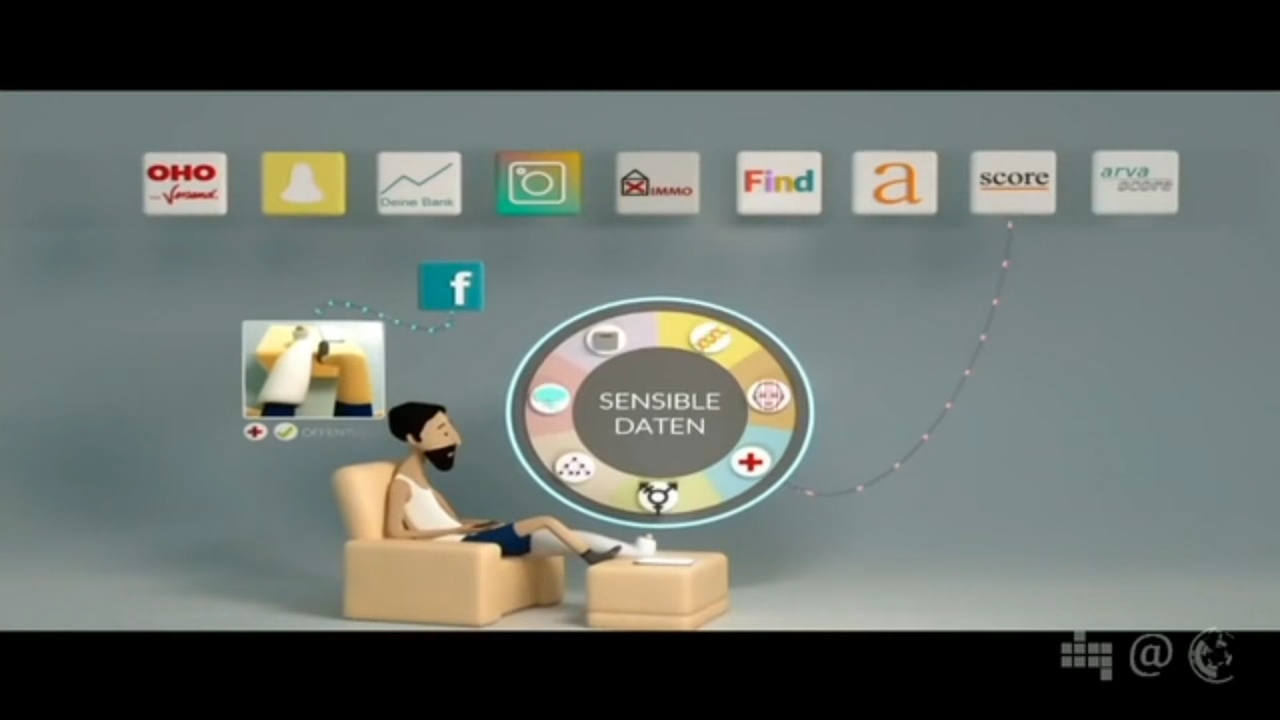 OHO
Versand
Deine Bank
IMMO
Find
a
score
arva
score
f
SENSIBLE
DATEN
@